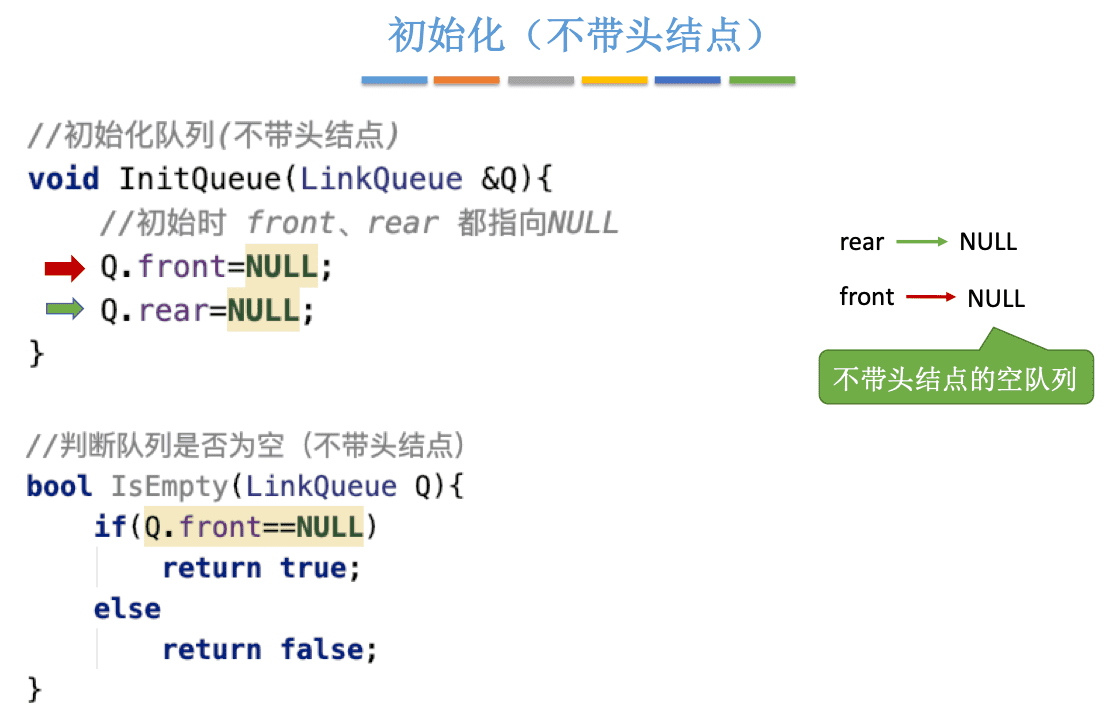 初始化（不带头结点）
//初始化队列(不带头结点)
void InitQueue(LinkQueue &Q){
//初始时 front、rear 都指向NULL
Q.front=NULL;
Q.rear=NULL;
}
rear NULL
front NULL
不带头结点的空队列
//判断队列是否为空（不带头结点）
bool IsEmpty(LinkQueue Q){
if(Q.front==NULL)
return true;
else
return false;
}